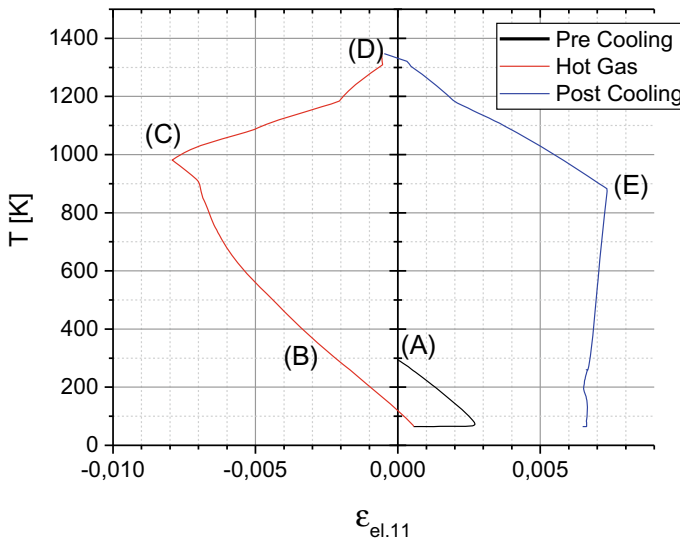 1400
1200
1000
800
600
400
200
0
T [K]
-0,010
-0,005
0,000
0,005
ε el.11
Pre Cooling
Hot Gas
Post Cooling
(A)
(B)
(C)
(D)
(E)